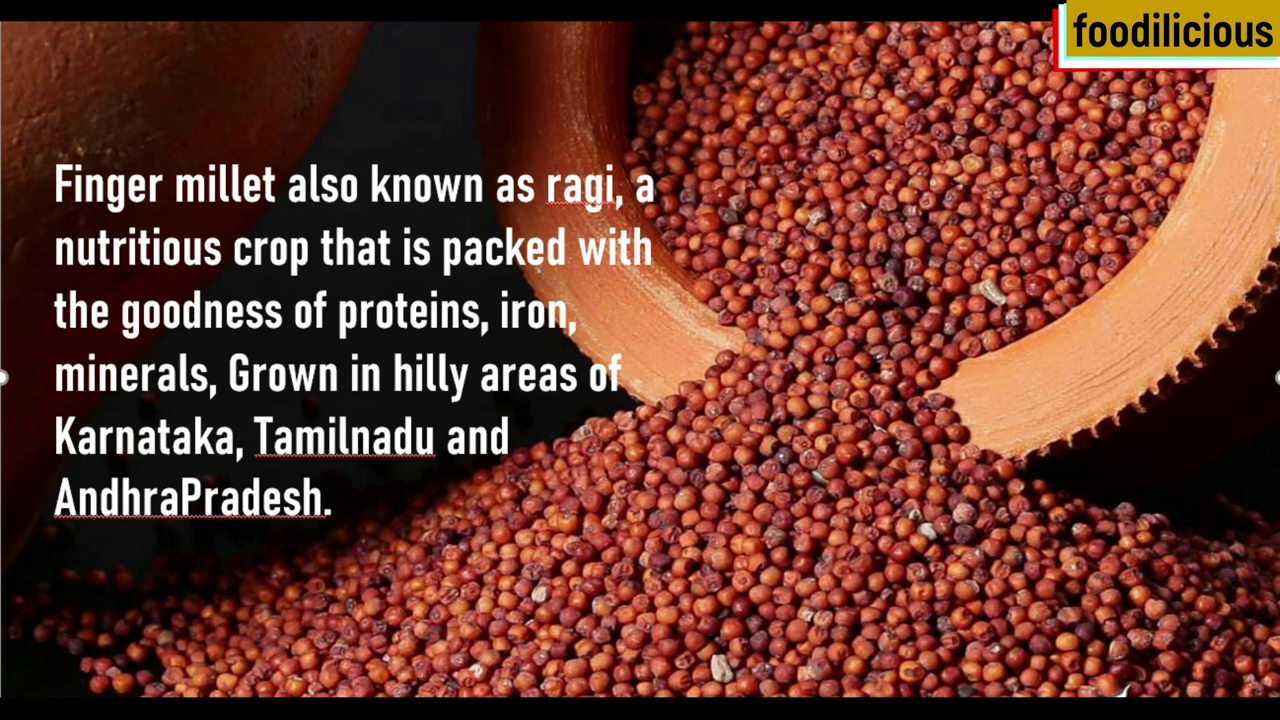 foodilicious
Finger millet also known as ragi, a
nutritious crop that is packed with
the goodness of proteins, iron,
minerals, Grown in hilly areas of
Karnataka, Tamilnadu and
AndhraPradesh.